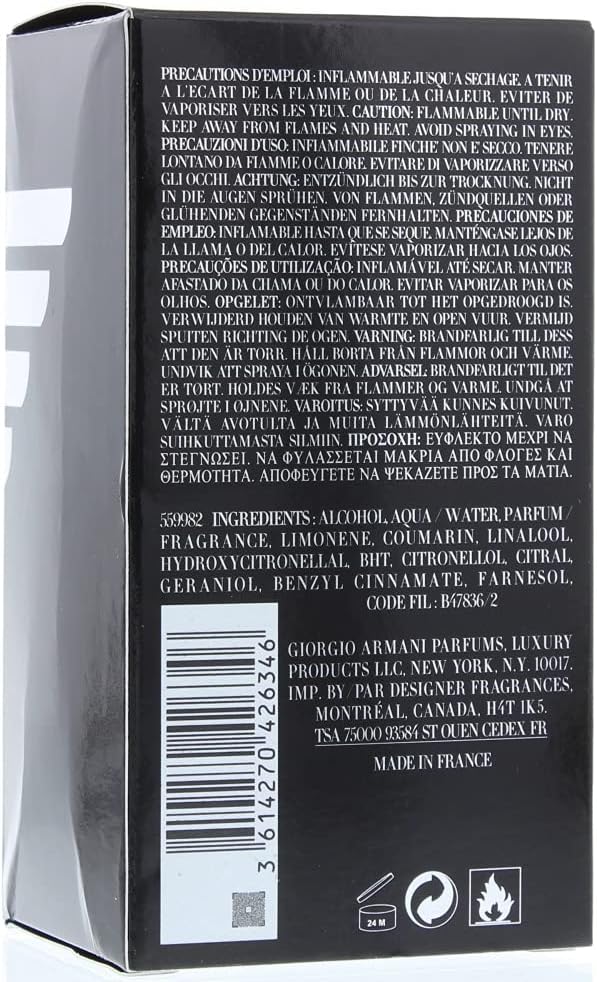 PRECAUTIONS D'EMPLOI : INFLAMMABLE JUSQU'A SECHAGE. A TENIR
A L'ECART DE LA FLAMME OU DE LA CHALEUR. EVITER DE
VAPORISER VERS LES YEUX. CAUTION: FLAMMABLE UNTIL DRY.
KEEP AWAY FROM FLAMES AND HEAT. AVOID SPRAYING IN EYES.
PRECAUZIONI D'USO: INFIAMMABILE FINCHE' NON E' SECCO. TENERE
LONTANO DA FIAMME O CALORE. EVITARE DI VAPORIZZARE VERSO
GLI OCCHI. ACHTUNG: ENTZÜNDLICH BIS ZUR TROCKNUNG. NICHT
IN DIE AUGEN SPRÜHEN. VON FLAMMEN, ZÜNDQUELLEN ODER
GLÜHENDEN GEGENSTÄNDEN FERNHALTEN. PRECAUCIONES DE
EMPLEO: INFLAMABLE HASTA QUE SE SEQUE. MANTÉNGASE LEJOS DE
LA LLAMA O DEL CALOR. EVÍTESE VAPORIZAR HACIA LOS OJOS.
PRECAUÇÕES DE UTILIZAÇÃO: INFLAMÁVEL ATÉ SECAR. MANTER
AFASTADO DA CHAMA OU DO CALOR. EVITAR VAPORIZAR PARA OS
OLHOS. OPGELET: ONTVLAMBAAR TOT HET OPGEDROOGD IS.
VERWIJDERD HOUDEN VAN WARMTE EN OPEN VUUR. VERMIJD
SPUITEN RICHTING DE OGEN. VARNING: BRANDFARLIG TILL DESS
ATT DEN ÄR TORR. HÅLL BORTA FRÅN FLAMMOR OCH VÄRME.
UNDVIK ATT SPRAYA I ÖGONEN. ADVARSEL: BRANDFARLIGT TIL DET
ER TORT. HOLDES VÆK FRA FLAMMER OG VARME. UNDGÅ AT
SPROJTE I OJNENE. VAROITUS: SYTTYVÄÄ KUNNES KUIVUNUT.
VÄLTÄ AVOTULTA JA MUITA LÄMMÖNLÄHTEITÄ. VARO
SUIHKUTTAMASTA SILMIIN. ΠΡΟΣΟΧΗ: ΕΥΦΛΕΚΤΟ ΜΕΧΡΙ ΝΑ
ΣΤΕΓΝΩΣΕΙ. ΝΑ ΦΥΛΑΣΣΕΤΑΙ ΜΑΚΡΙΑ ΑΠΟ ΦΛΟΓΕΣ ΚΑΙ
ΘΕΡΜΟΤΗΤΑ. ΑΠΟΦΕΥΓΕΤΕ ΝΑ ΨΕΚΑΖΕΤΕ ΠΡΟΣ ΤΑ ΜΑΤΙΑ.
559982 INGREDIENTS : ALCOHOL, AQUA / WATER, PARFUM /
FRAGRANCE, LIMONENE, COUMARIN, LINALOOL,
HYDROXYCITRONELLAL, BHT, CITRONELLOL, CITRAL,
GERANIOL, BENZYL CINNAMATE, FARNESOL,
CODE FIL : B47836/2
GIORGIO ARMANI PARFUMS, LUXURY
PRODUCTS LLC, NEW YORK, N.Y. 10017.
IMP. BY/PAR DESIGNER FRAGRANCES,
MONTRÉAL, CANADA, H4T 1K5.
TSA 75000 93584 ST OUEN CEDEX FR
MADE IN FRANCE
3 614270 426346
24 M